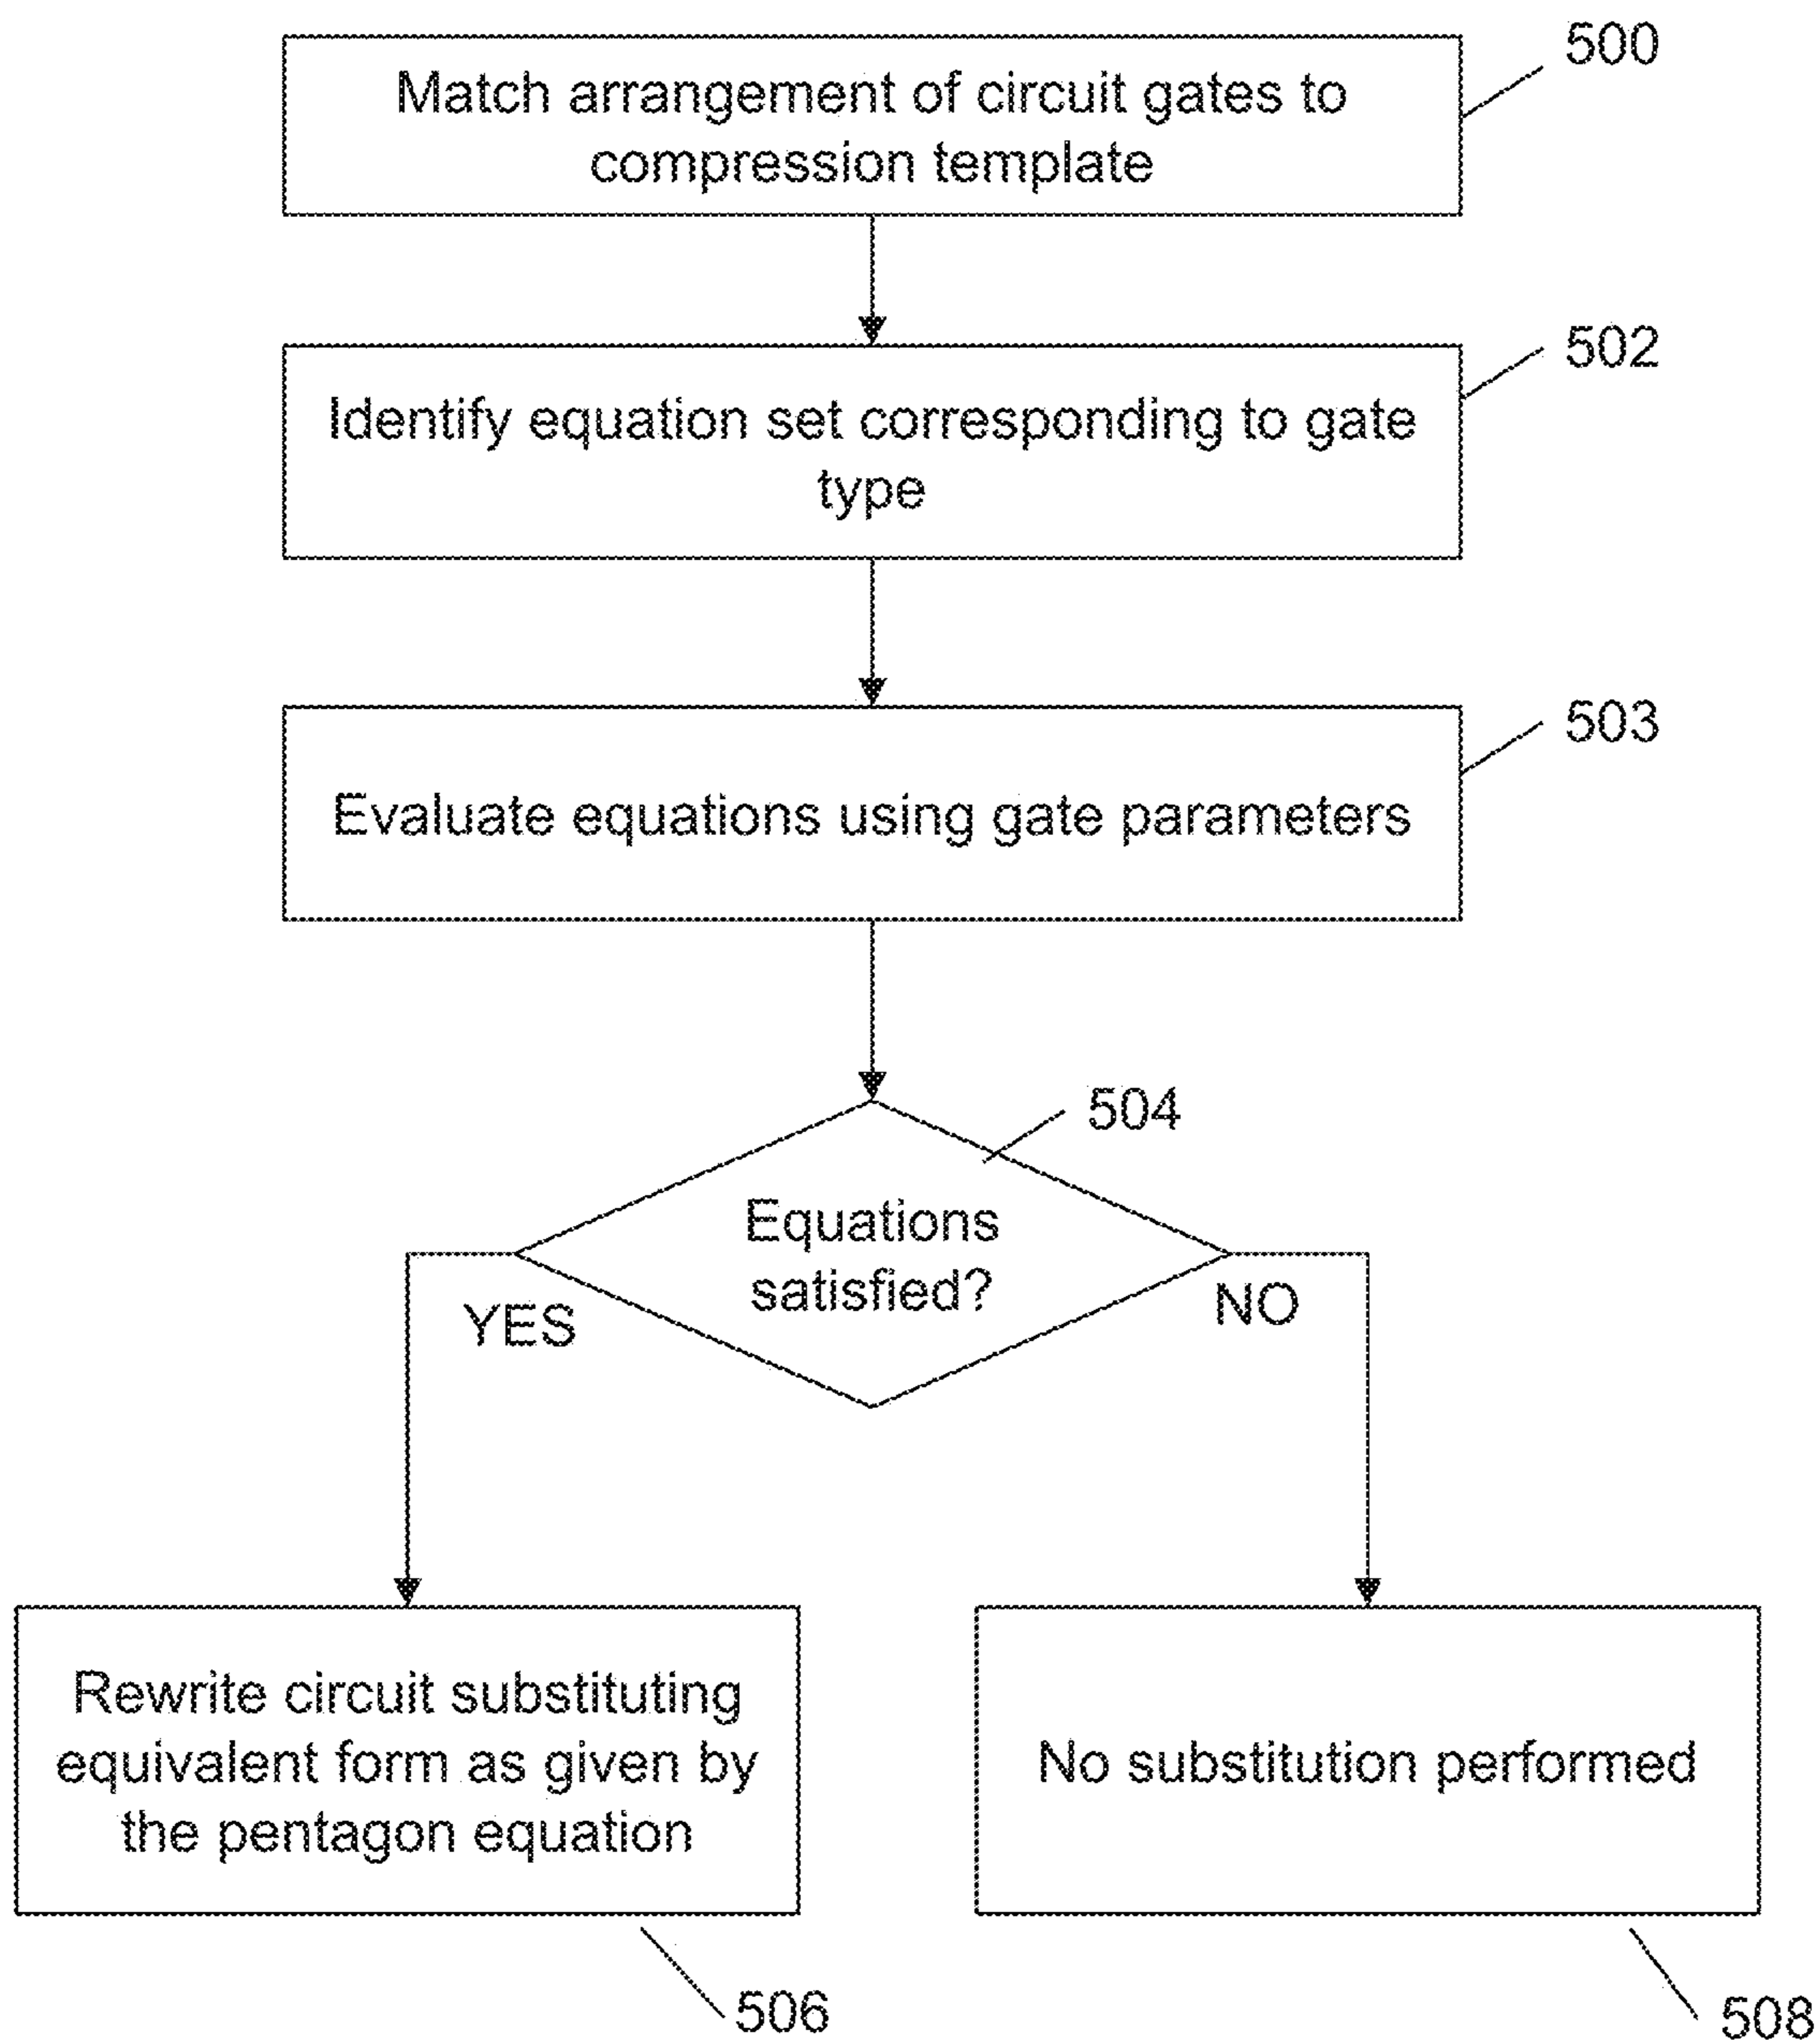 500
Match arrangement of circuit gates to
compression template
502
Identify equation set corresponding to gate
type
503
Evaluate equations using gate parameters
504
Equations
satisfied?
YES
NO
Rewrite circuit substituting
equivalent form as given by
the pentagon equation
No substitution performed
506
508